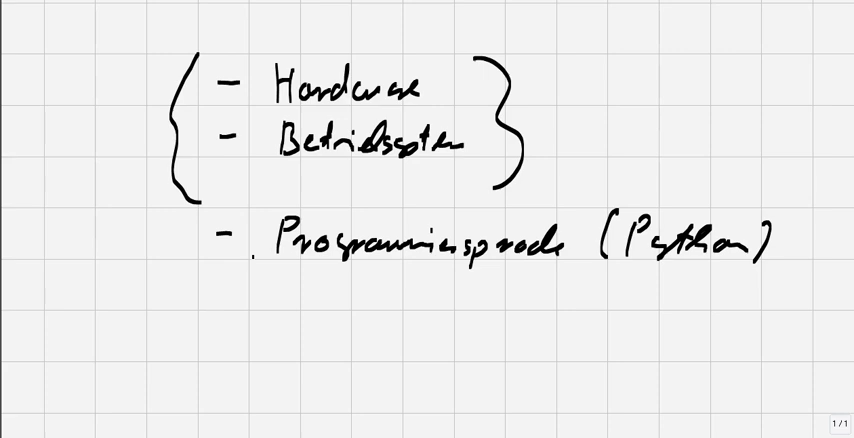 { - Hardware }
{ - Betriebssystem }
- Programmiersprache (Python)
1/1